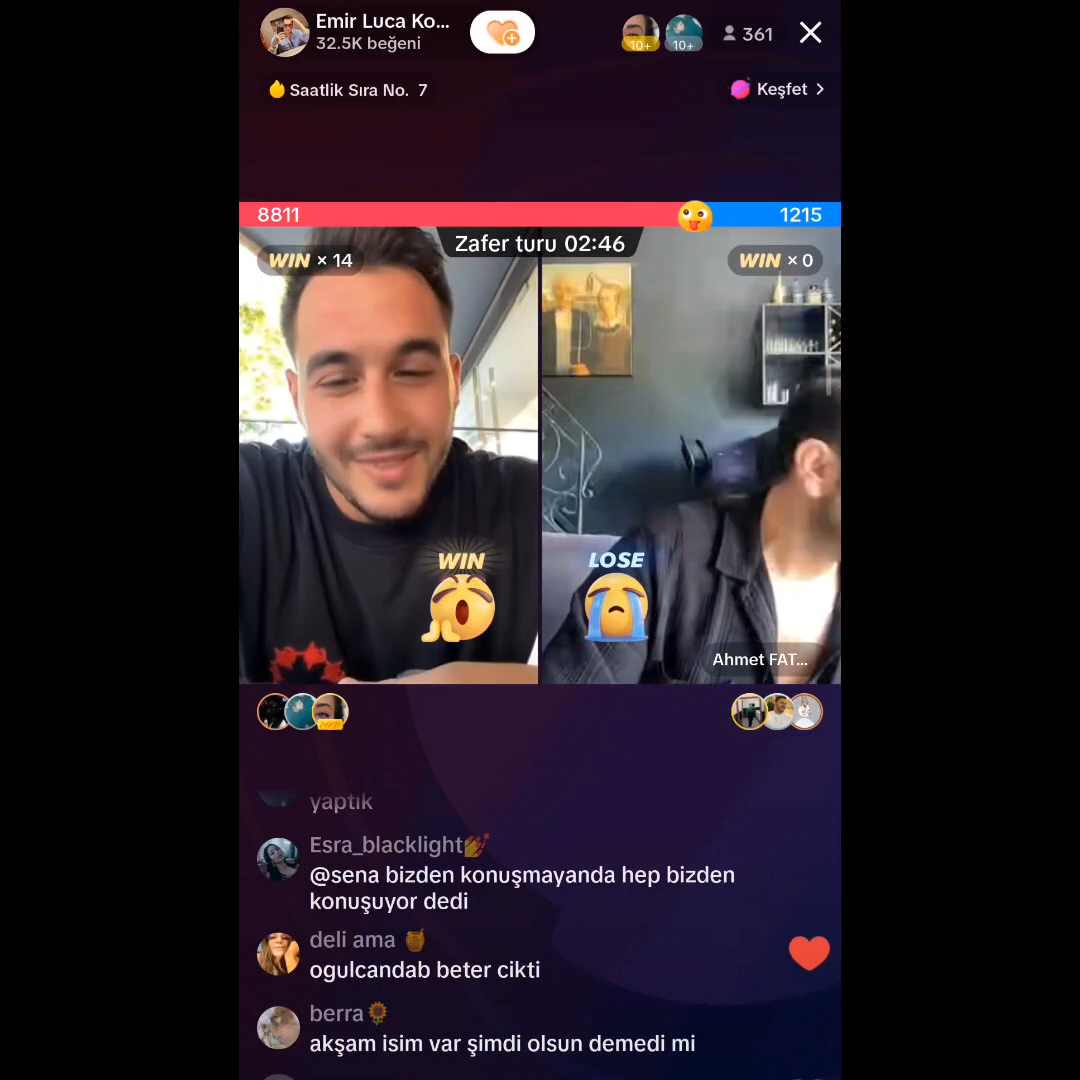 Emir Luca Ko...
32.5K beğeni
10+
10+
361
Saatlik Sıra No. 7
Keşfet
8811
1215
Zafer turu 02:46
WIN × 14
WIN × 0
WIN
LOSE
Ahmet FAT...
yaptık
Esra_blacklight💅
@sena bizden konuşmayanda hep bizden
konuşuyor dedi
deli ama 🍯
ogulcandab beter cikti
berra🌻
akşam isim var şimdi olsun demedi mi